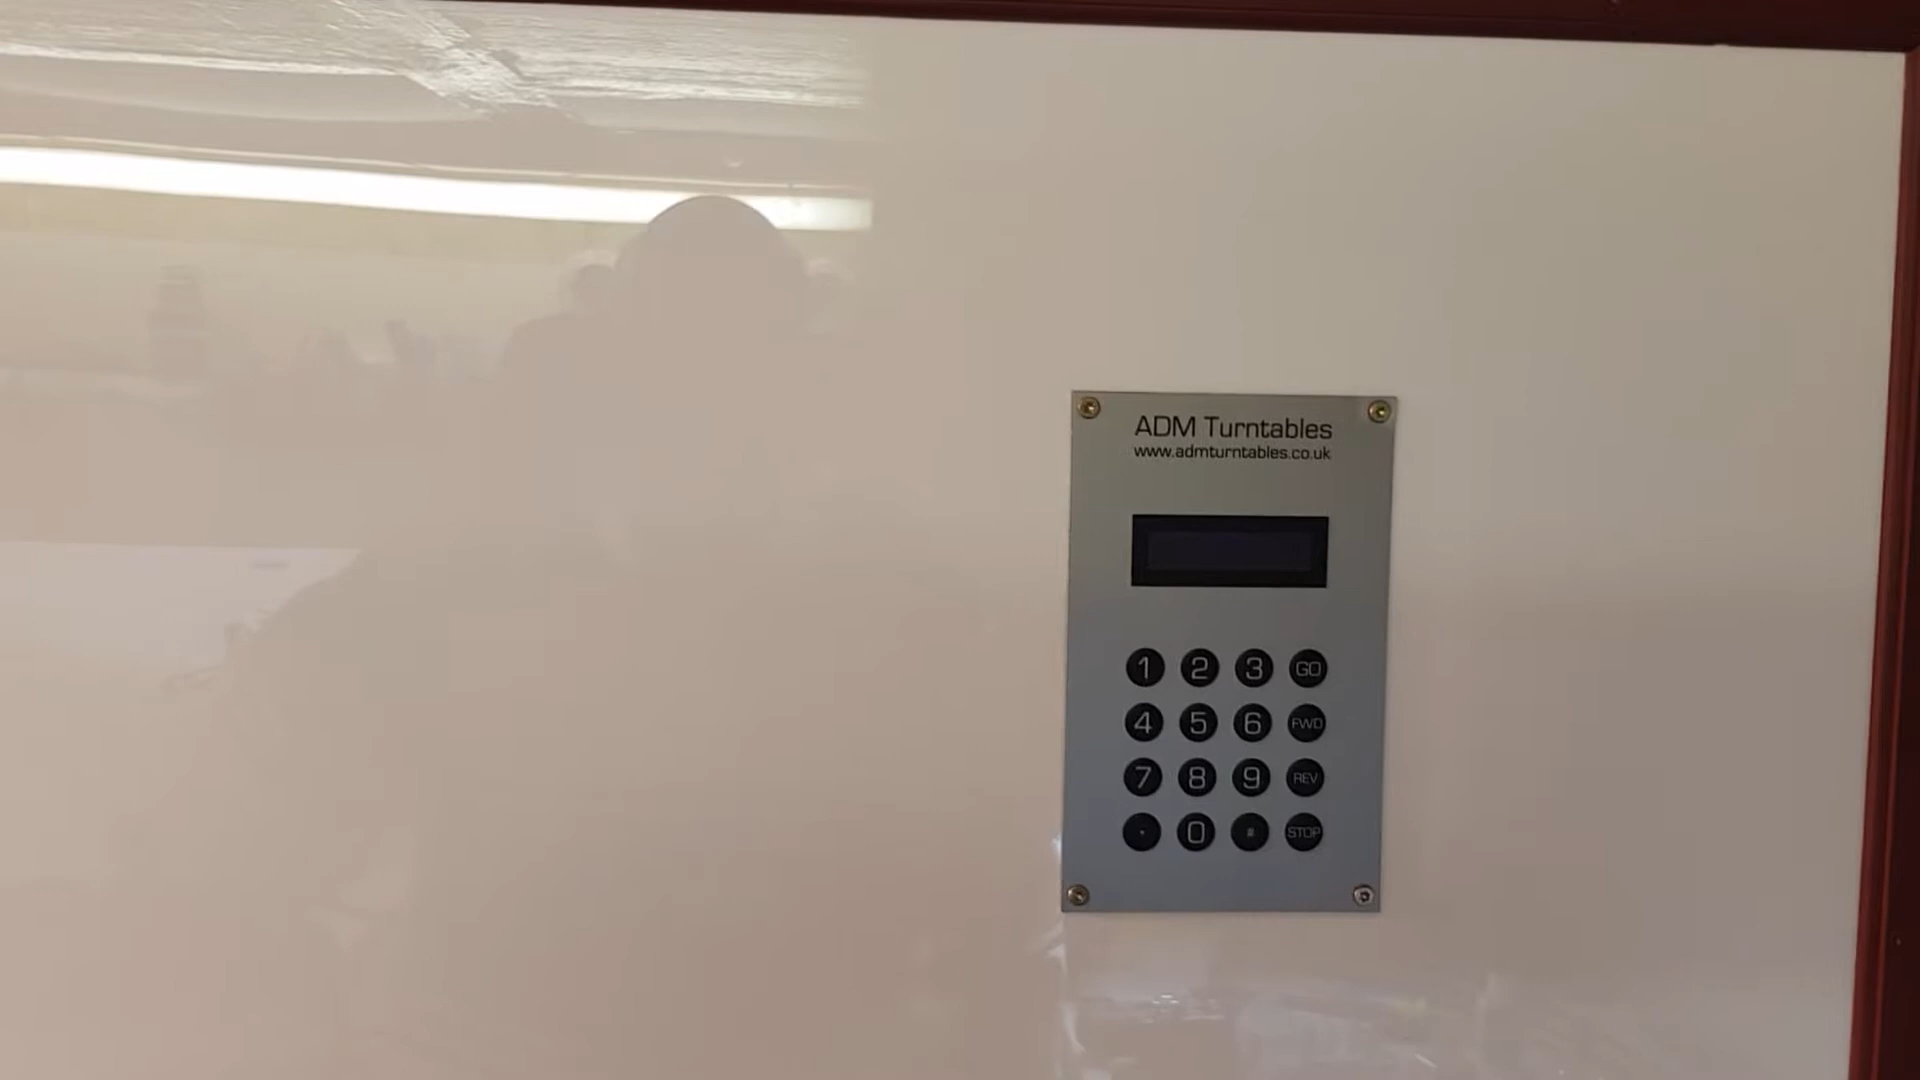 ADM Turntables
www.admturntables.co.uk
1 2 3 GO
4 5 6 FWD
7 8 9 REV
0 # STOP